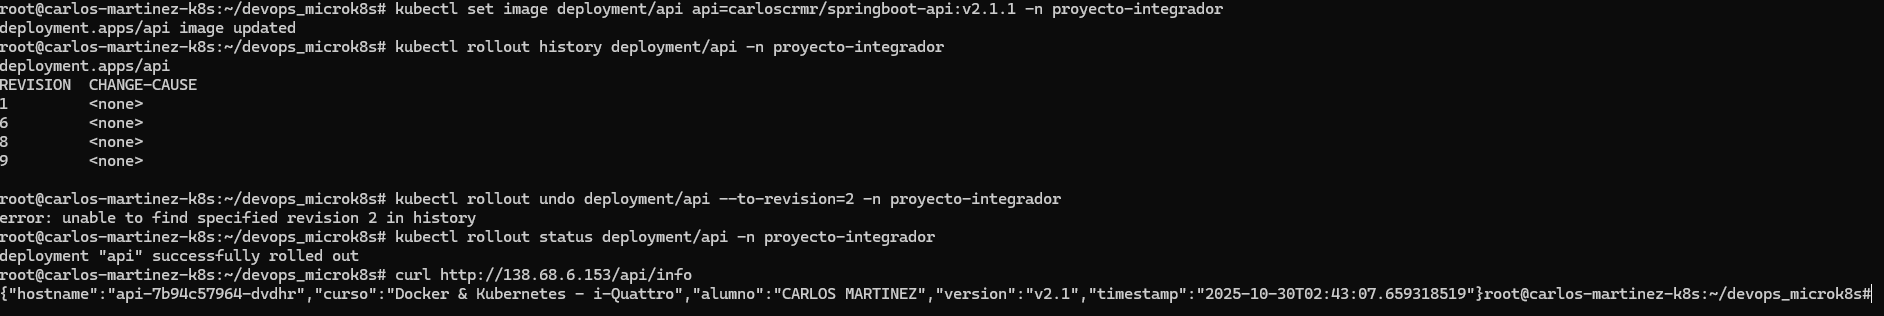 root@carlos-martinez-k8s:~/devops_microk8s# kubectl set image deployment/api api=carloscrmr/springboot-api:v2.1.1 -n proyecto-integrador
deployment.apps/api image updated
root@carlos-martinez-k8s:~/devops_microk8s# kubectl rollout history deployment/api -n proyecto-integrador
deployment.apps/api
REVISION  CHANGE-CAUSE
1         <none>
6         <none>
8         <none>
9         <none>
root@carlos-martinez-k8s:~/devops_microk8s# kubectl rollout undo deployment/api --to-revision=2 -n proyecto-integrador
error: unable to find specified revision 2 in history
root@carlos-martinez-k8s:~/devops_microk8s# kubectl rollout status deployment/api -n proyecto-integrador
deployment "api" successfully rolled out
root@carlos-martinez-k8s:~/devops_microk8s# curl http://138.68.6.153/api/info
{"hostname":"api-7b94c57964-dvdhr","curso":"Docker & Kubernetes - i-Quattro","alumno":"CARLOS MARTINEZ","version":"v2.1","timestamp":"2025-10-30T02:43:07.659318519"}root@carlos-martinez-k8s:~/devops_microk8s#